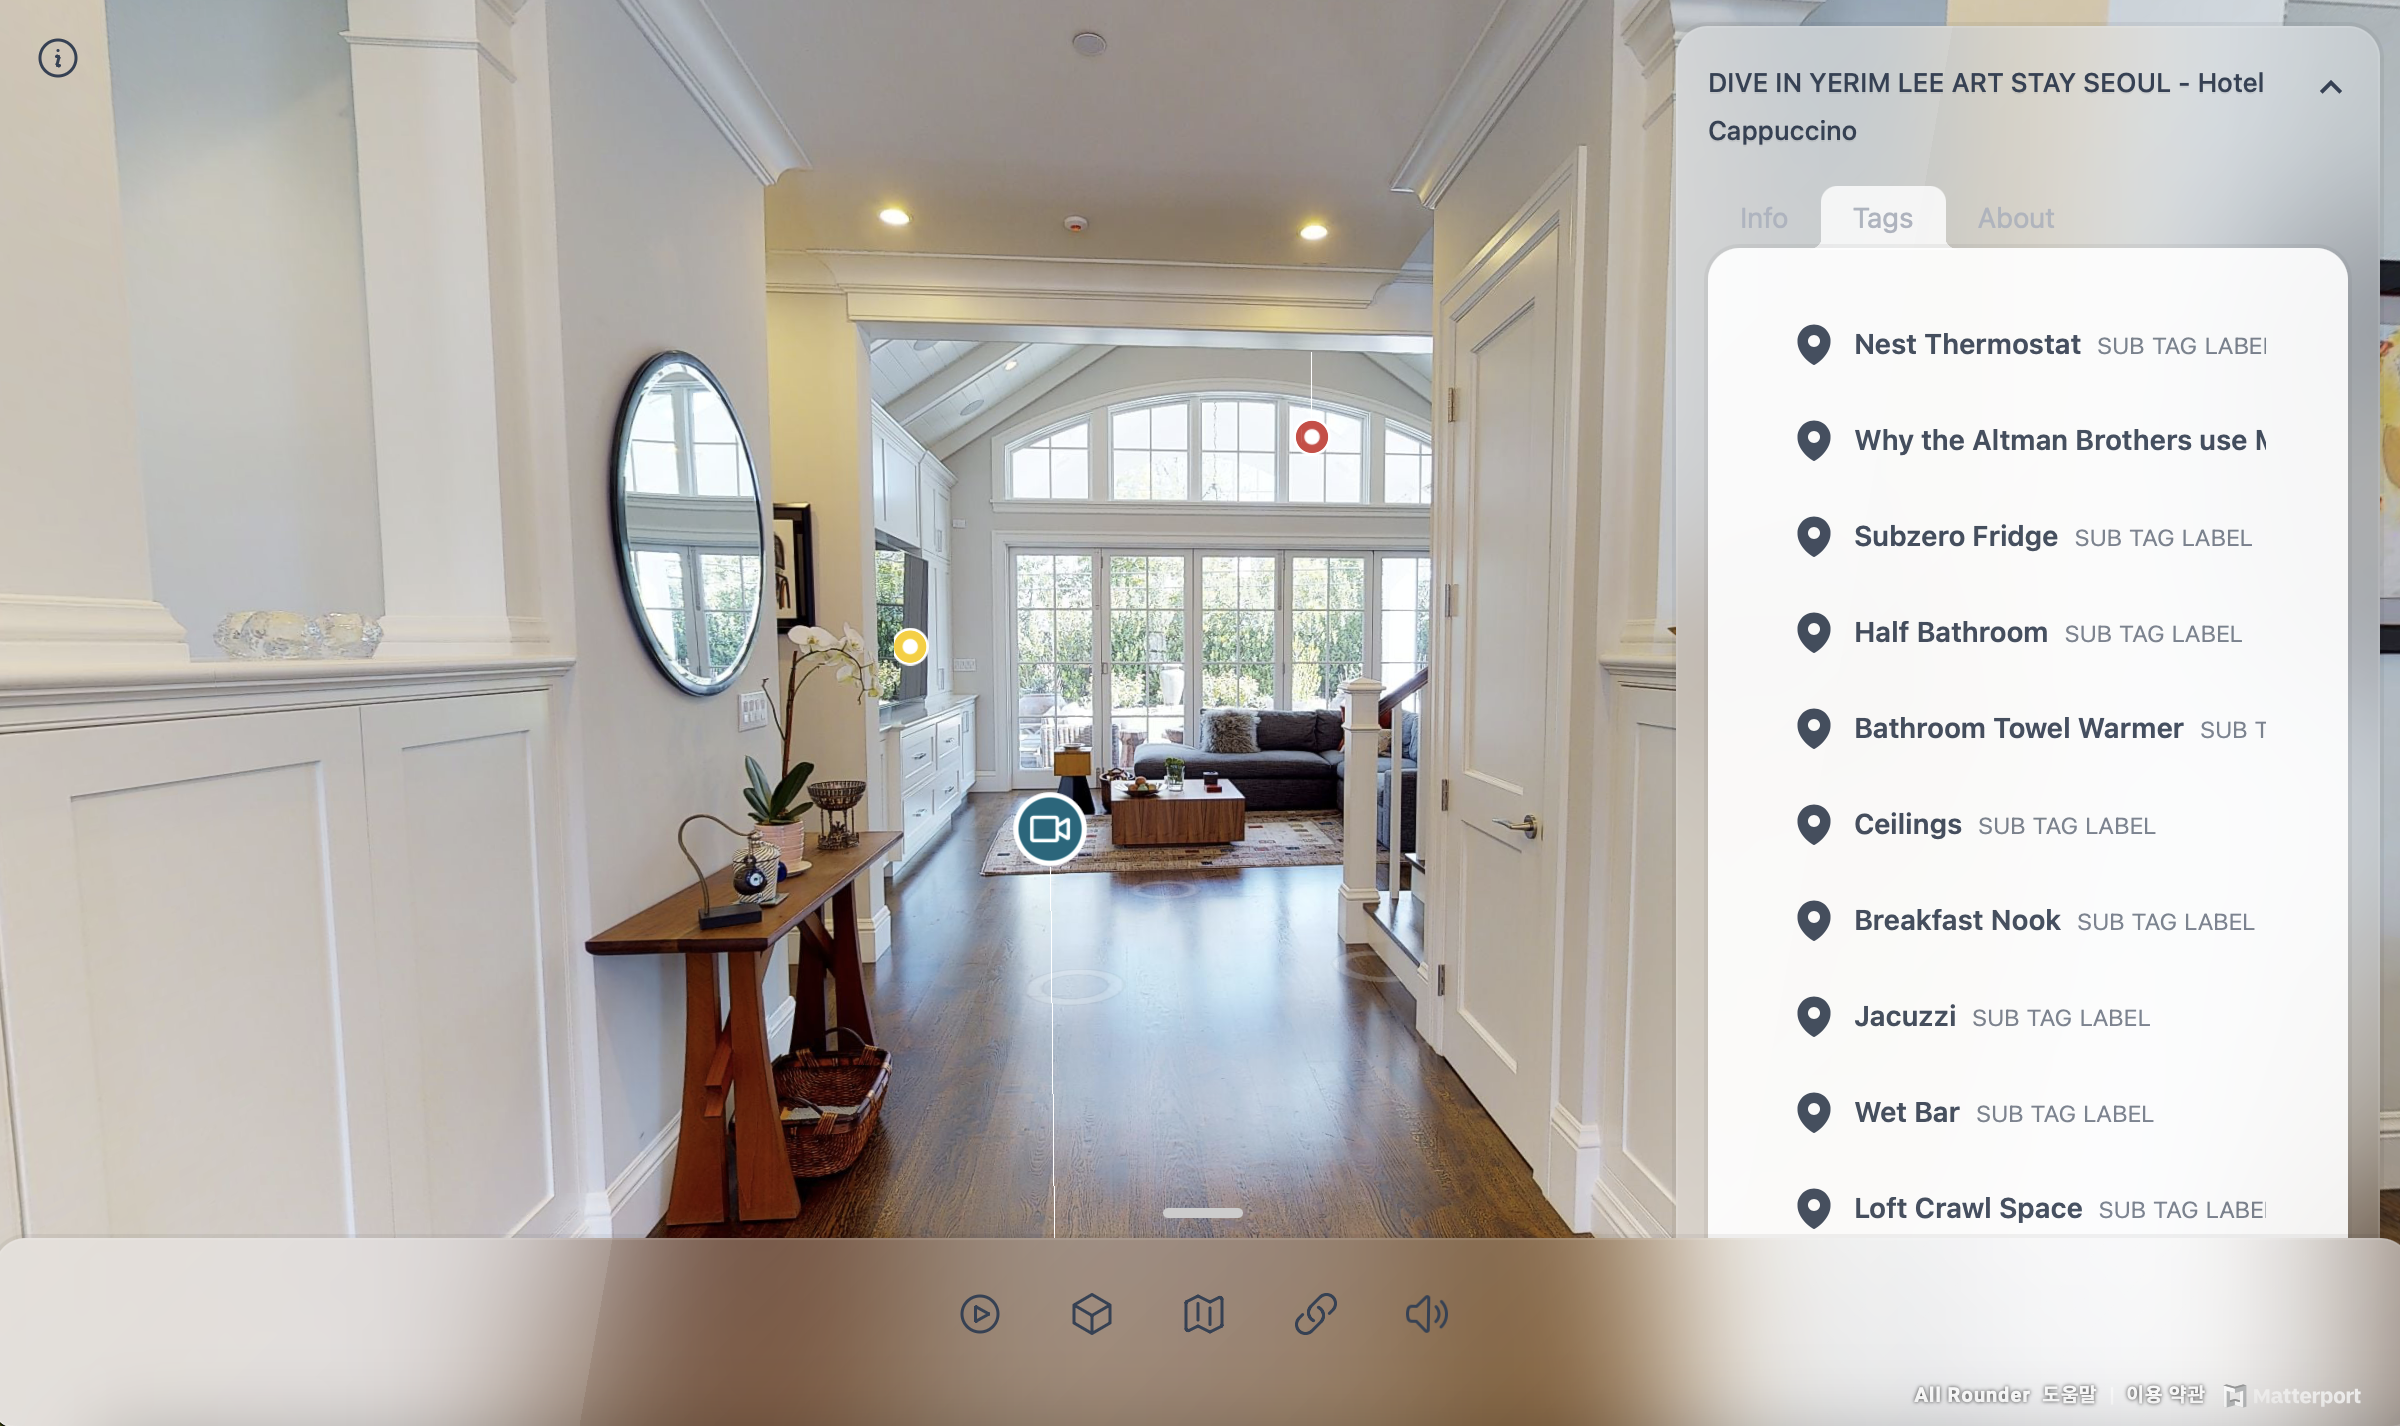 DIVE IN YERIM LEE ART STAY SEOUL - Hotel
Cappuccino
Info Tags About
Nest Thermostat SUB TAG LABEL
Why the Altman Brothers use
Subzero Fridge SUB TAG LABEL
Half Bathroom SUB TAG LABEL
Bathroom Towel Warmer SUB T
Ceilings SUB TAG LABEL
Breakfast Nook SUB TAG LABEL
Jacuzzi SUB TAG LABEL
Wet Bar SUB TAG LABEL
Loft Crawl Space SUB TAG LABEL
All Rounder 도움말 | 이용 약관 Matterport